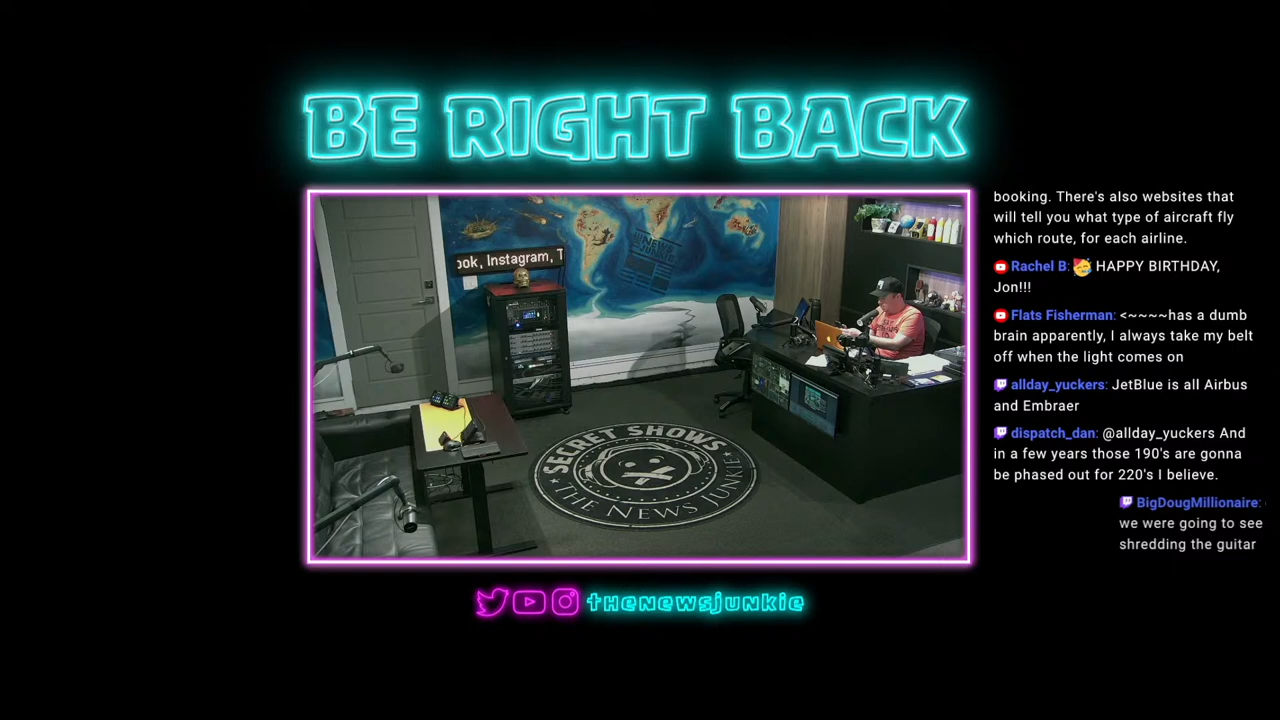 BE RIGHT BACK
booking. There's also websites that
will tell you what type of aircraft fly
which route, for each airline.
Rachel B: 🥳 HAPPY BIRTHDAY,
Jon!!!
Flats Fisherman: <~~~~has a dumb
brain apparently, I always take my belt
off when the light comes on
allday_yuckers: JetBlue is all Airbus
and Embraer
dispatch_dan: @allday_yuckers And
in a few years those 190's are gonna
be phased out for 220's I believe.
BigDougMillionaire:
we were going to see
shredding the guitar
ook, Instagram, T
THE NEWS JUNKIE
SECRET SHOWS
THE NEWS JUNKIE
thenewsjunkie